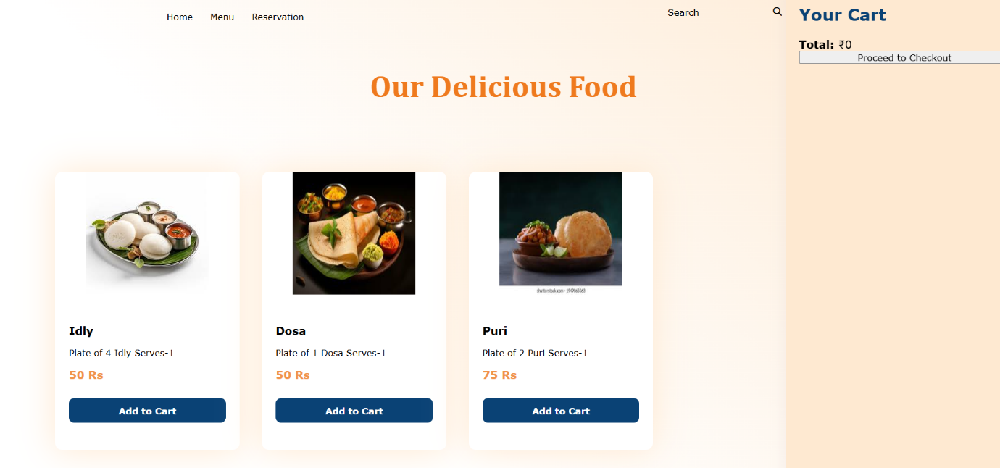 Home Menu Reservation
Search
Your Cart
Total: ₹0
Proceed to Checkout
Our Delicious Food
shutterstock.com · 1949065063
Idly
Plate of 4 Idly Serves-1
50 Rs
Add to Cart
Dosa
Plate of 1 Dosa Serves-1
50 Rs
Add to Cart
Puri
Plate of 2 Puri Serves-1
75 Rs
Add to Cart